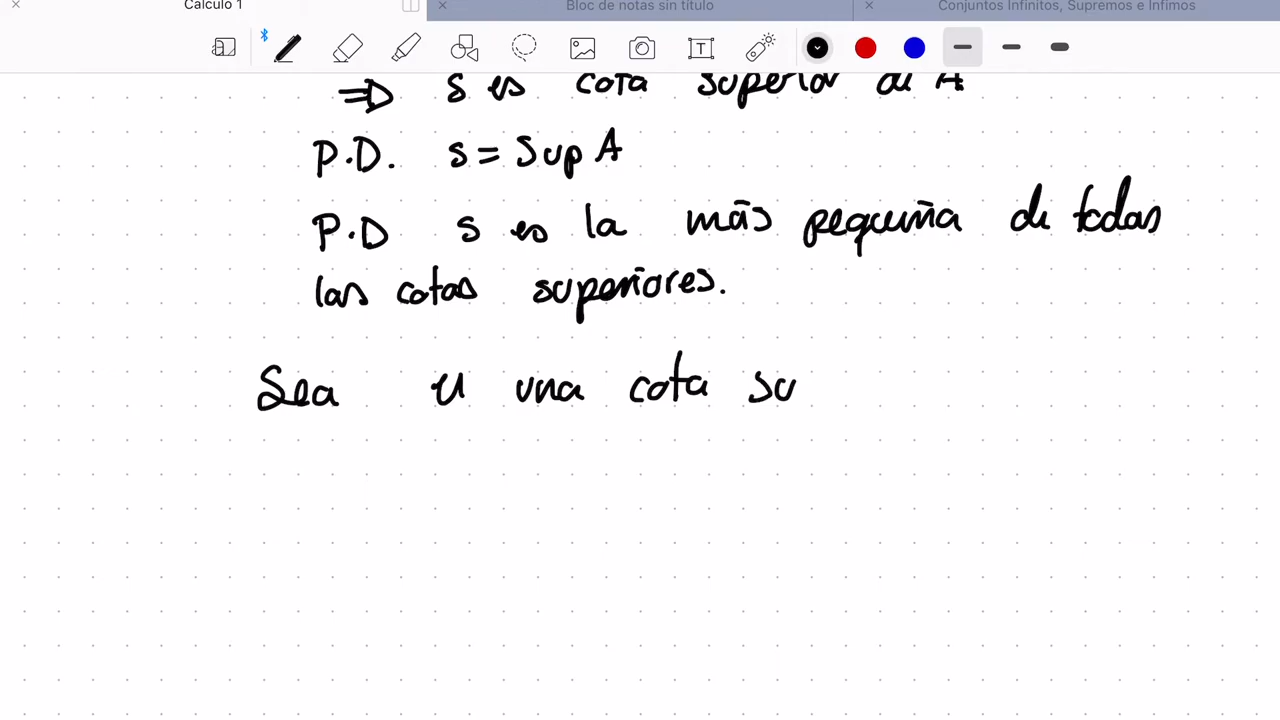 Calculo 1
Bloc de notas sin título
Conjuntos Infinitos, Supremos e Infimos
⇒ s es cota superior de A
P.D. s = Sup A
P.D s es la más pequeña de todas
las cotas superiores.
Sea u una cota su